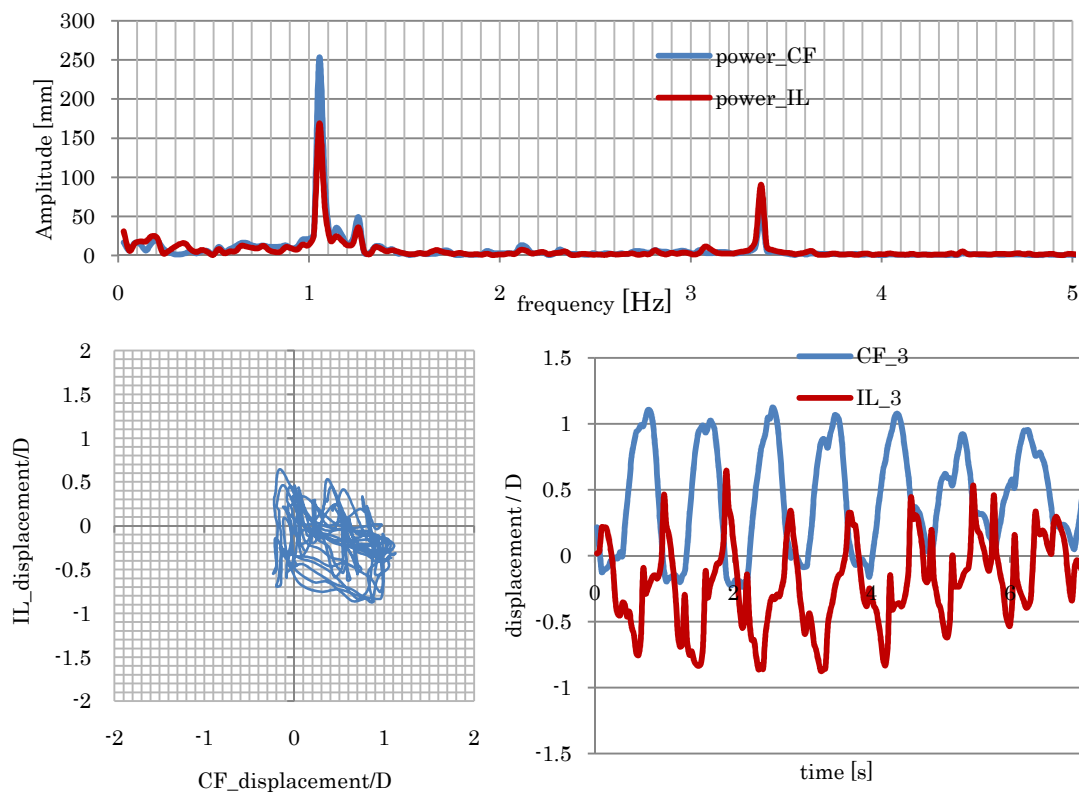 300
250
200
150
100
50
0
Amplitude [mm]
power_CF
power_IL
0 1 2 3 4 5
frequency [Hz]
2
1.5
1
0.5
0
-0.5
-1
-1.5
-2
IL_displacement/D
-2 -1 0 1 2
CF_displacement/D
1.5
1
0.5
0
-0.5
-1
-1.5
displacement / D
CF_3
IL_3
0 2 4 6
time [s]